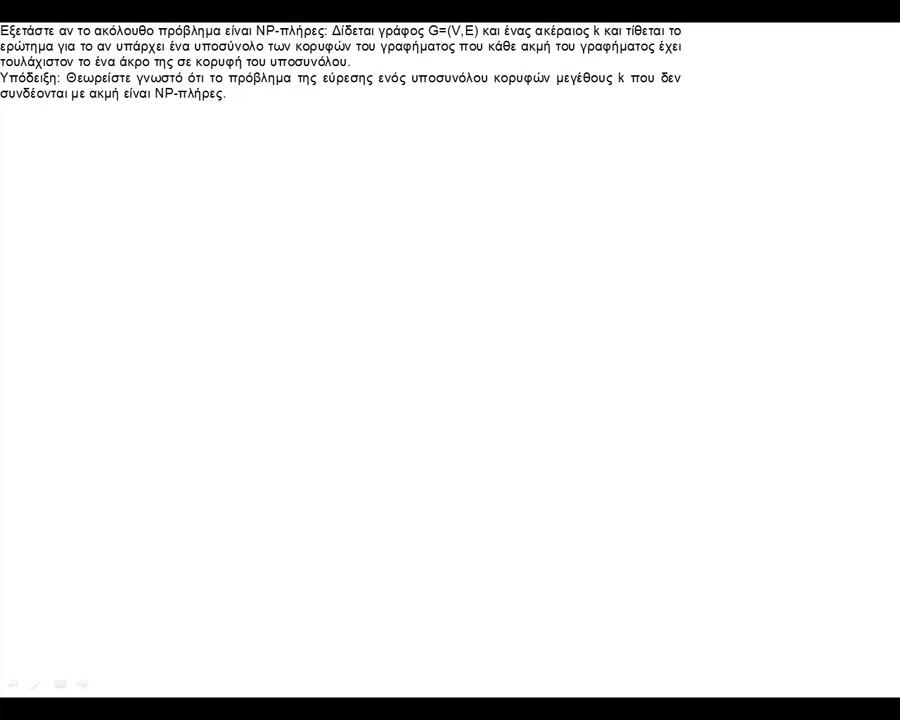 Εξετάστε αν το ακόλουθο πρόβλημα είναι NP-πλήρες: Δίδεται γράφος G=(V,E) και ένας ακέραιος k και τίθεται το
ερώτημα για το αν υπάρχει ένα υποσύνολο των κορυφών του γραφήματος που κάθε ακμή του γραφήματος έχει
τουλάχιστον το ένα άκρο της σε κορυφή του υποσυνόλου.
Υπόδειξη: Θεωρείστε γνωστό ότι το πρόβλημα της εύρεσης ενός υποσυνόλου κορυφών μεγέθους k που δεν
συνδέονται με ακμή είναι NP-πλήρες.